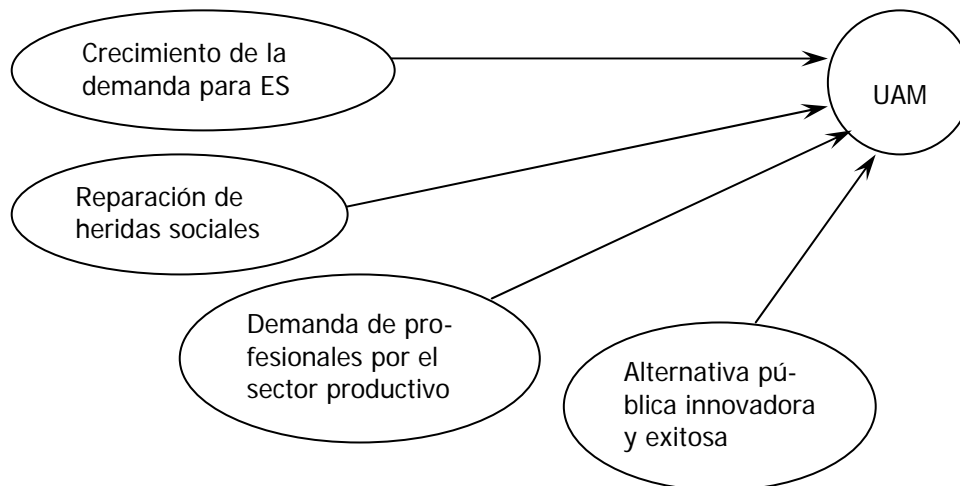 Crecimiento de la
demanda para ES
UAM
Reparación de
heridas sociales
Demanda de pro-
fesionales por el
sector productivo
Alternativa pú-
blica innovadora
y exitosa